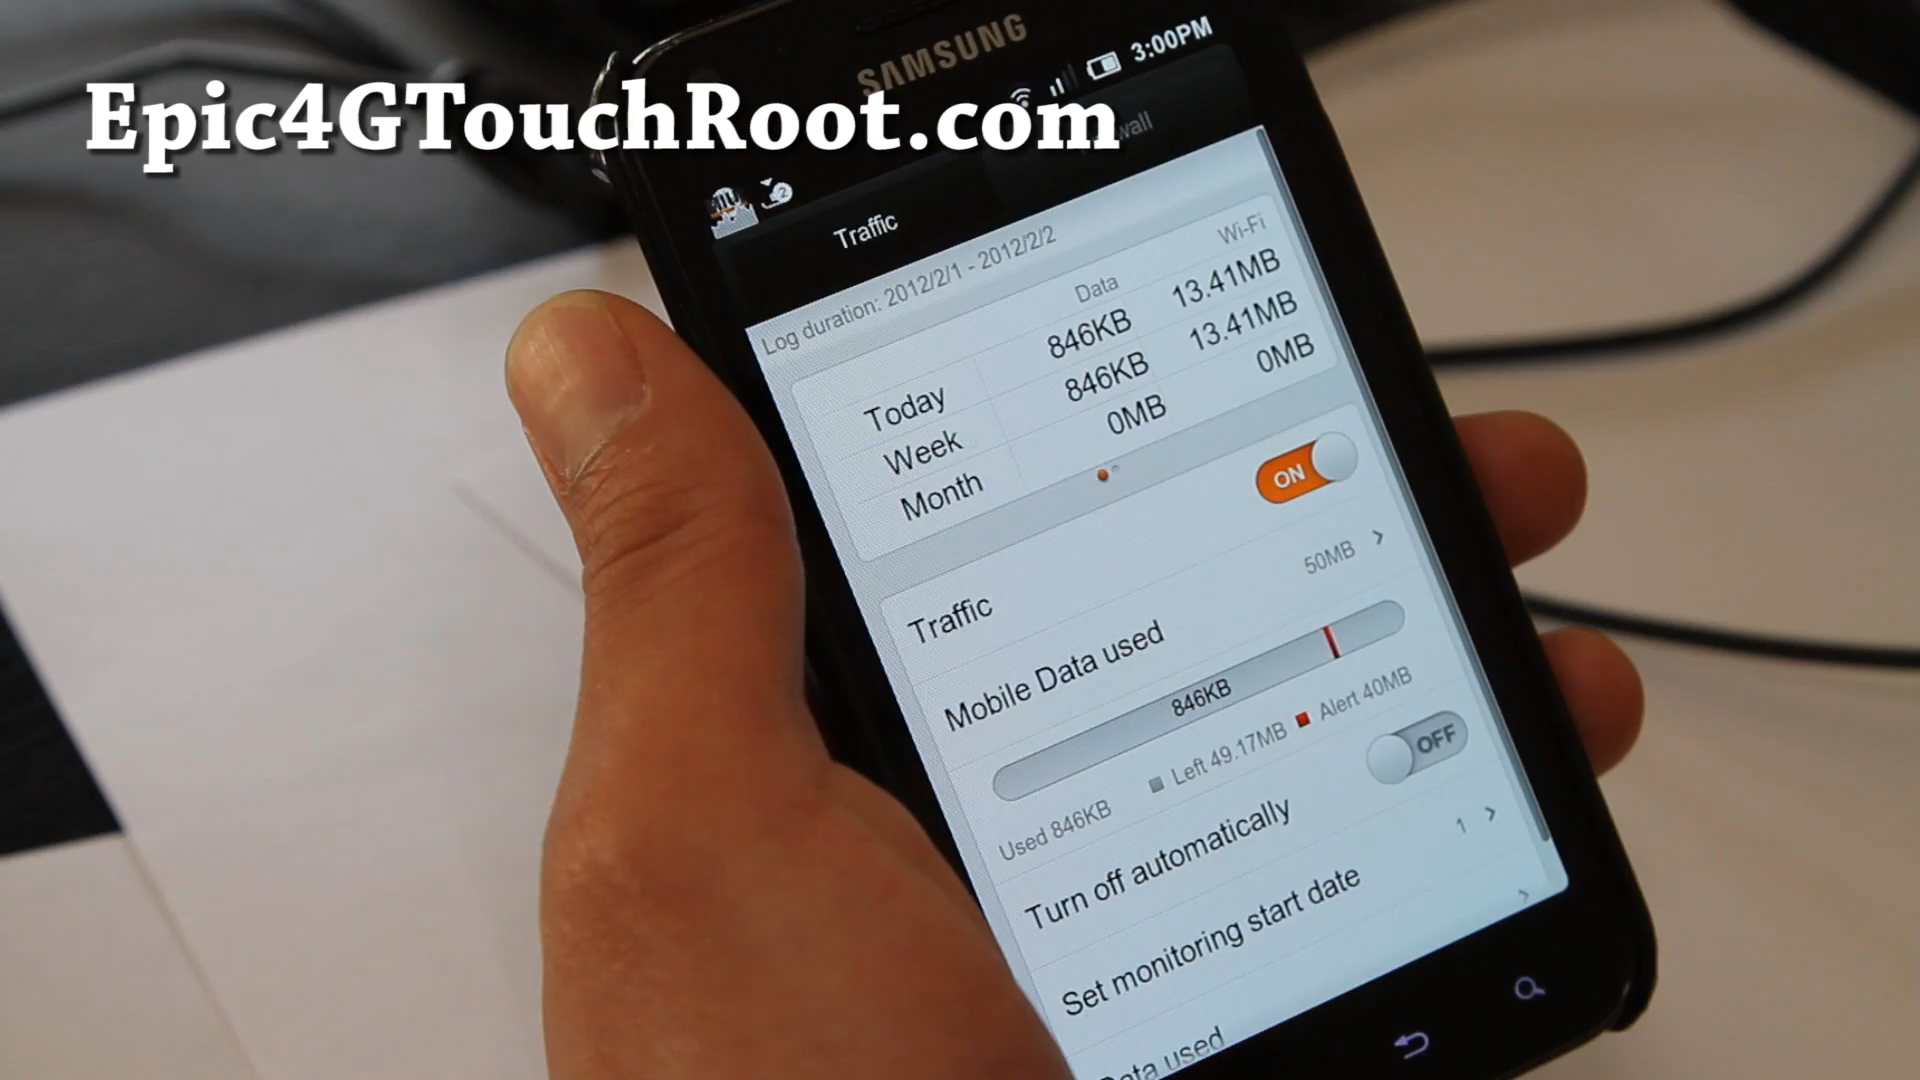 Epic4GTouchRoot.com
SAMSUNG
3:00PM
Traffic
Log duration: 2012/2/1 - 2012/2/2
Data Wi-Fi
Today 846KB 13.41MB
Week 846KB 13.41MB
Month 0MB 0MB
Traffic ON
Mobile Data used 50MB
846KB
Used 846KB Left 49.17MB Alert 40MB
Turn off automatically OFF
Set monitoring start date 1
Data used